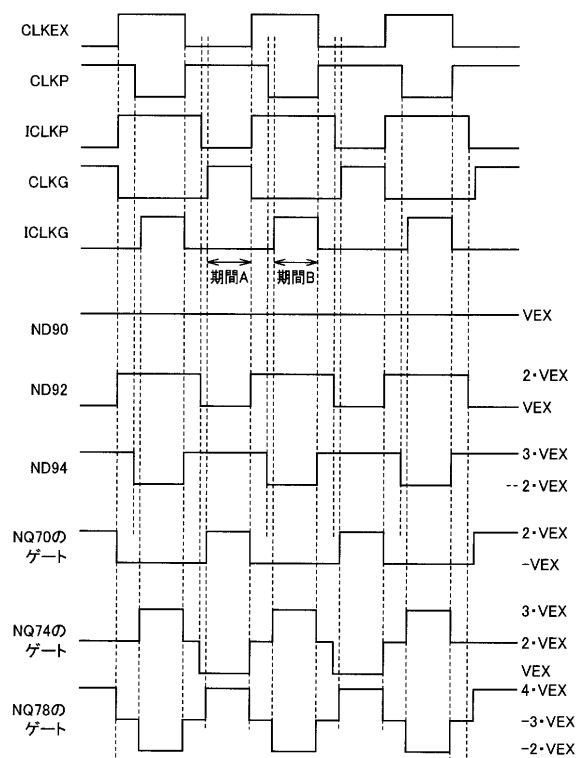 CLKEX
CLKP
ICLKP
CLKG
ICLKG
期間A
期間B
ND90
VEX
ND92
2・VEX
VEX
ND94
3・VEX
--2・VEX
NQ70の
ゲート
2・VEX
-VEX
NQ74の
ゲート
3・VEX
2・VEX
VEX
NQ78の
ゲート
4・VEX
-3・VEX
-2・VEX